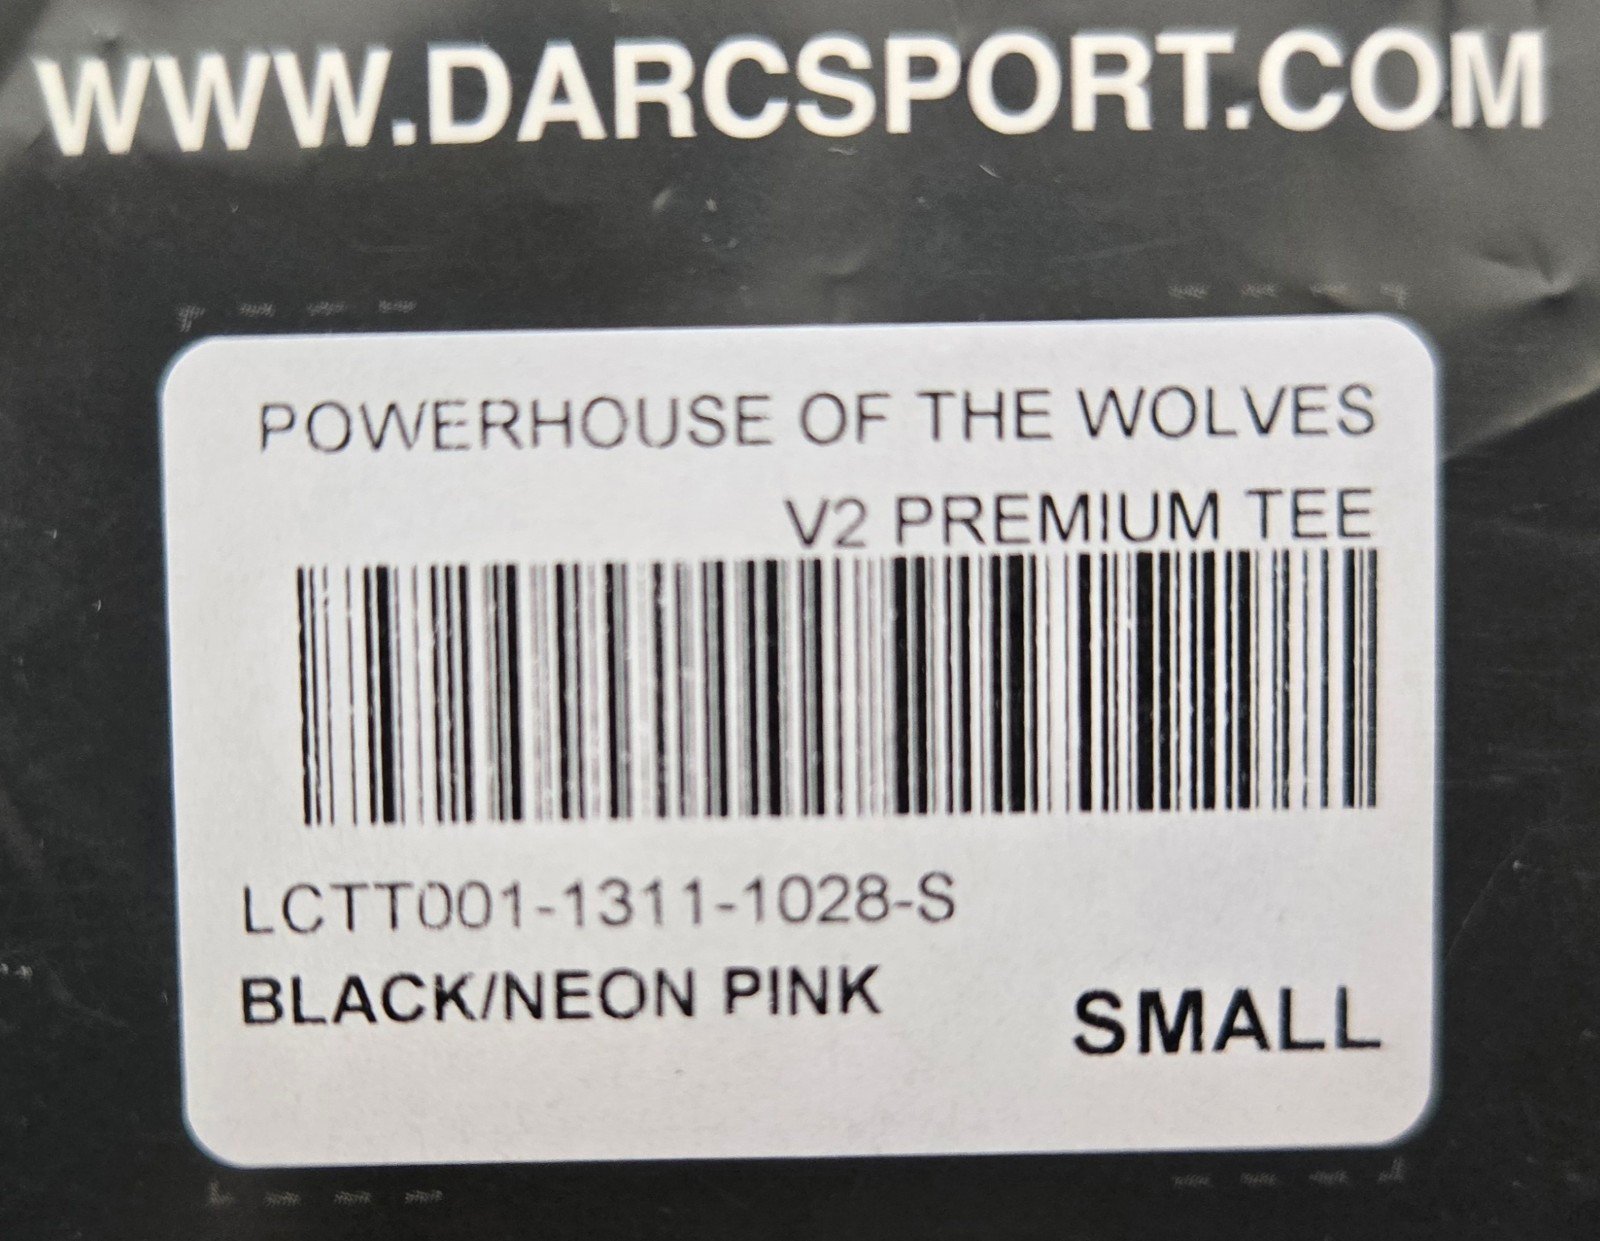 WWW.DARCSPORT.COM
POWERHOUSE OF THE WOLVES
V2 PREMIUM TEE
LCTT001-1311-1028-S
BLACK/NEON PINK
SMALL